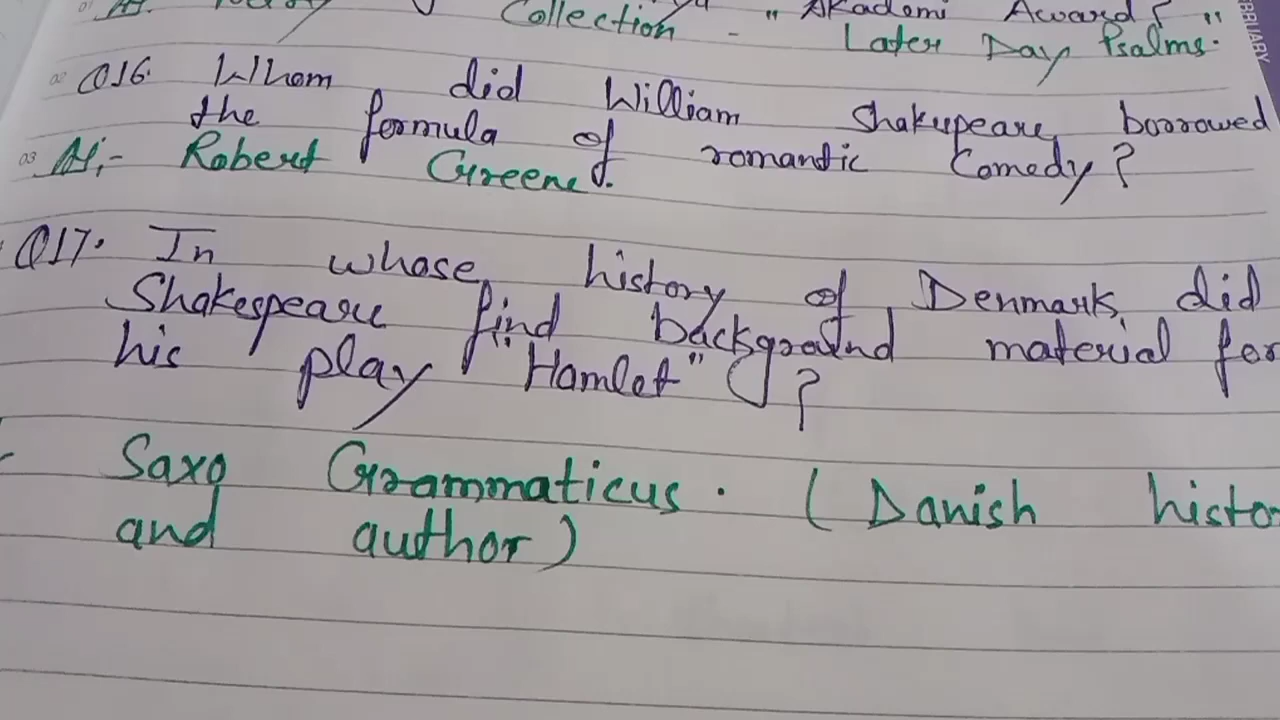 Collection - "Akademi Award?"
Later Day Psalms.
Q16. Whom did William Shakespeare borrowed
the formula of romantic Comedy?
A:- Robert Greene.
Q17. In whose history of Denmark did
Shakespeare find background material for
his play "Hamlet"?
Saxo Grammaticus. (Danish histo
and author)